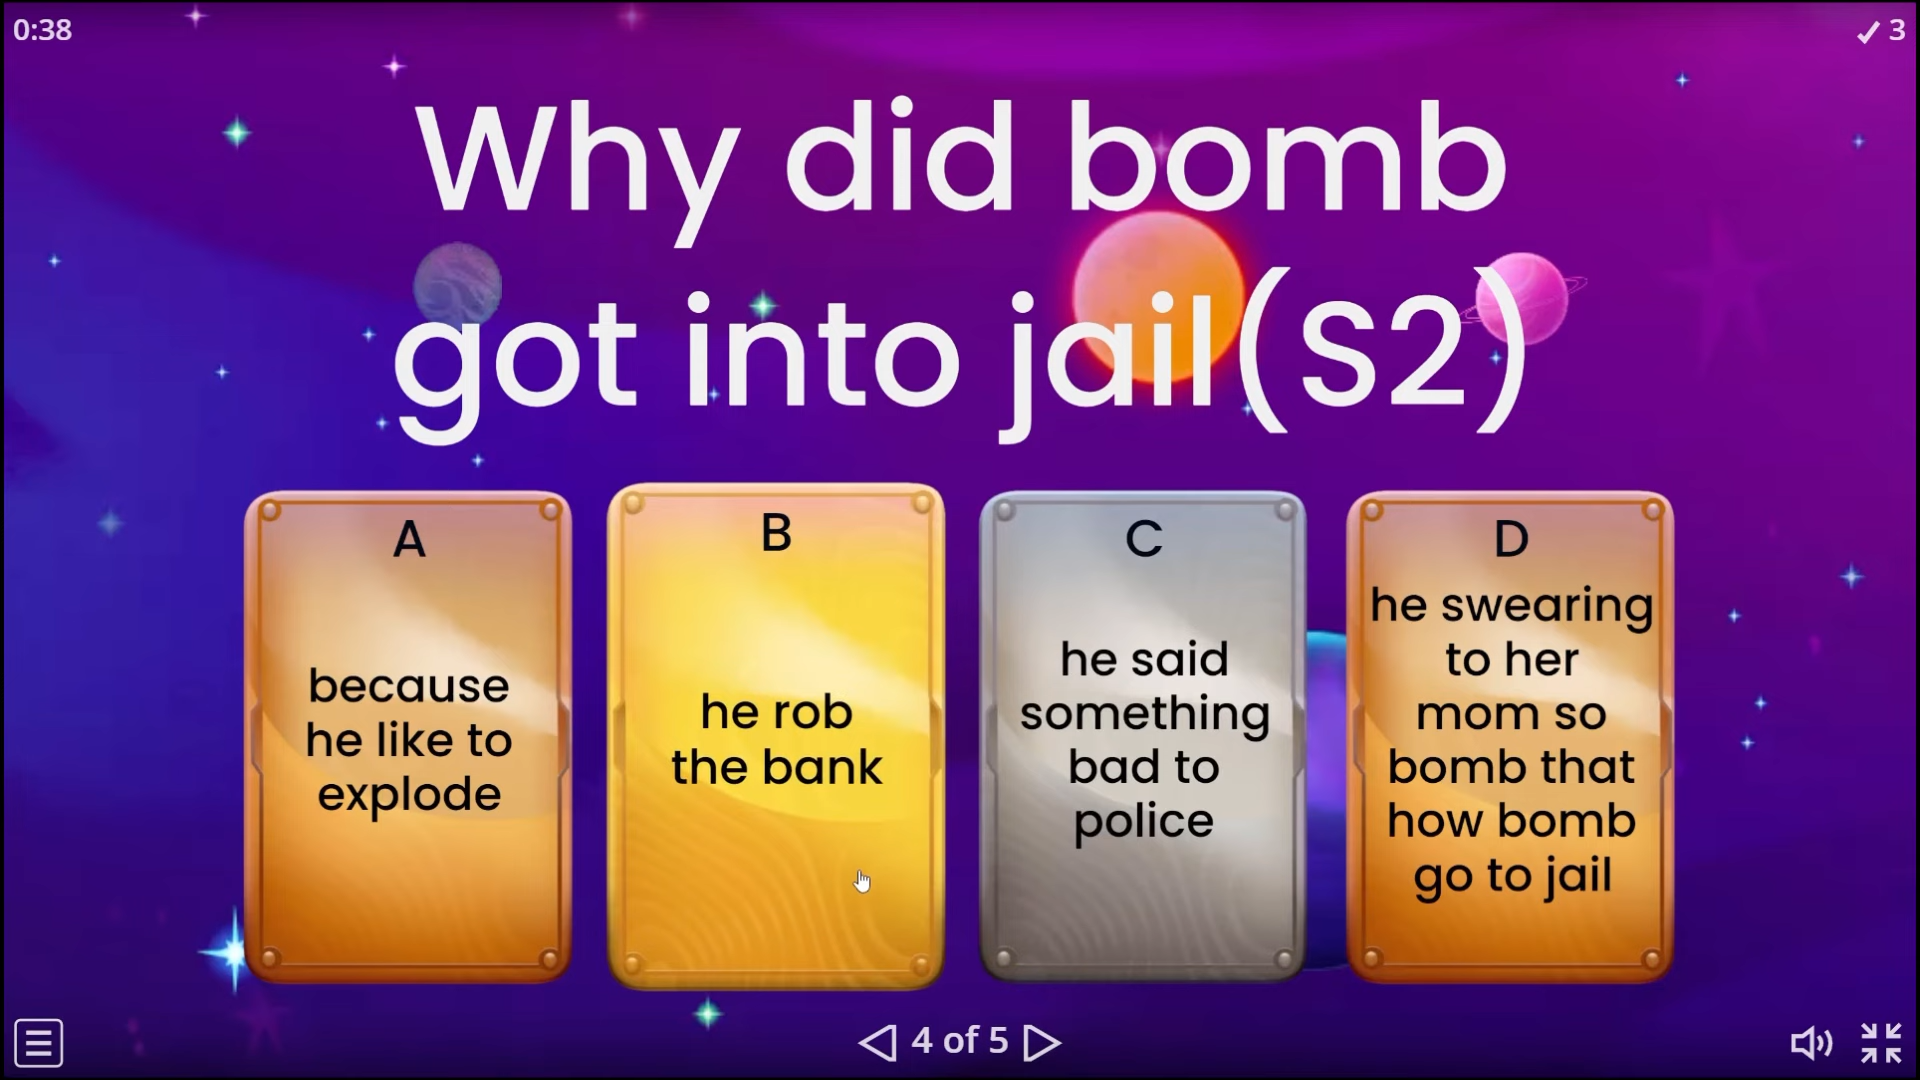 0:38
3
Why did bomb
got into jail(S2)
A
because
he like to
explode
B
he rob
the bank
C
he said
something
bad to
police
D
he swearing
to her
mom so
bomb that
how bomb
go to jail
4 of 5